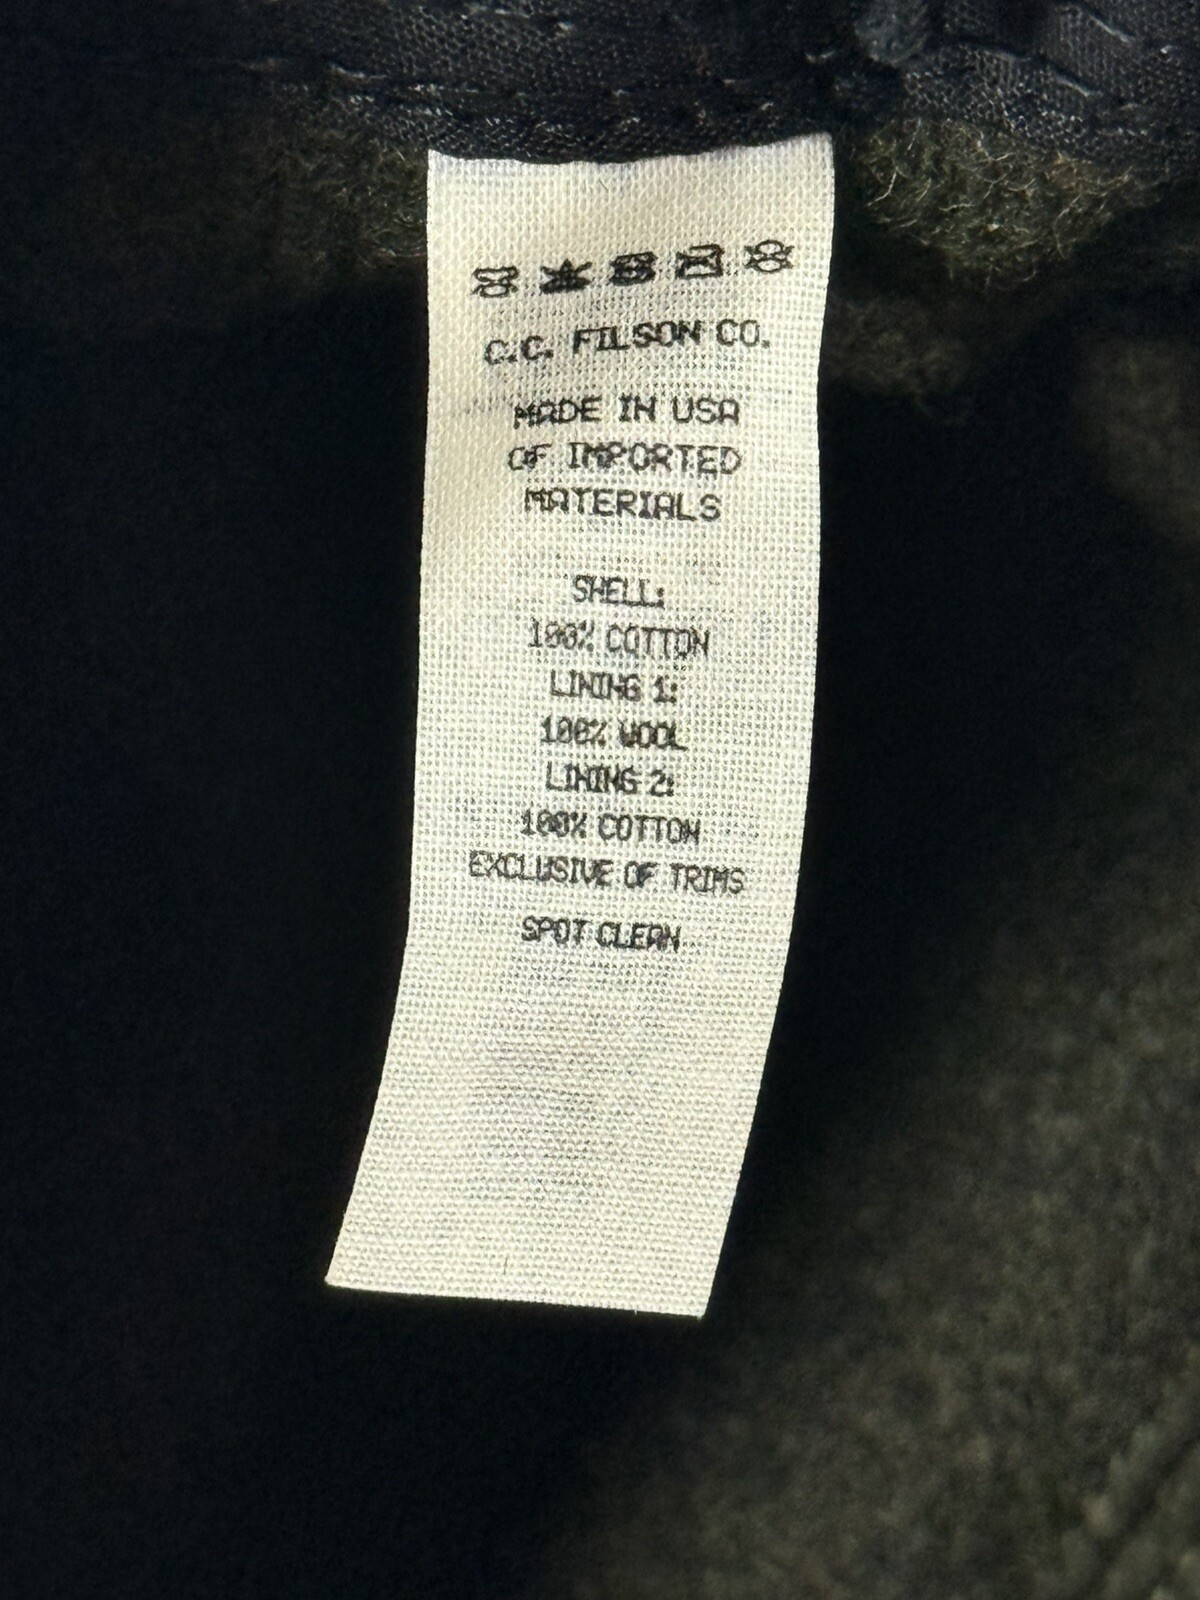 C.C. FILSON CO.
MADE IN USA
OF IMPORTED
MATERIALS
SHELL:
100% COTTON
LINING 1:
100% WOOL
LINING 2:
100% COTTON
EXCLUSIVE OF TRIMS
SPOT CLEAN